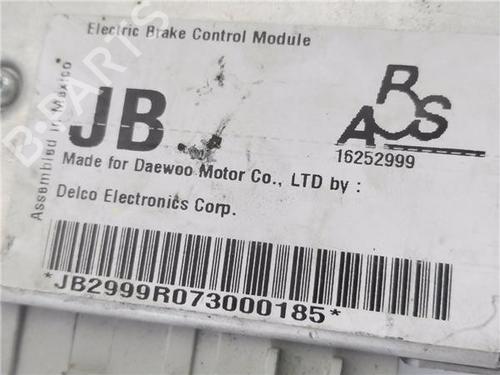 Electric Brake Control Module
Assembled in Mexico
JB
ABS
16252999
Made for Daewoo Motor Co., LTD by :
Delco Electronics Corp.
*JB2999R073000185*
B-PARTS